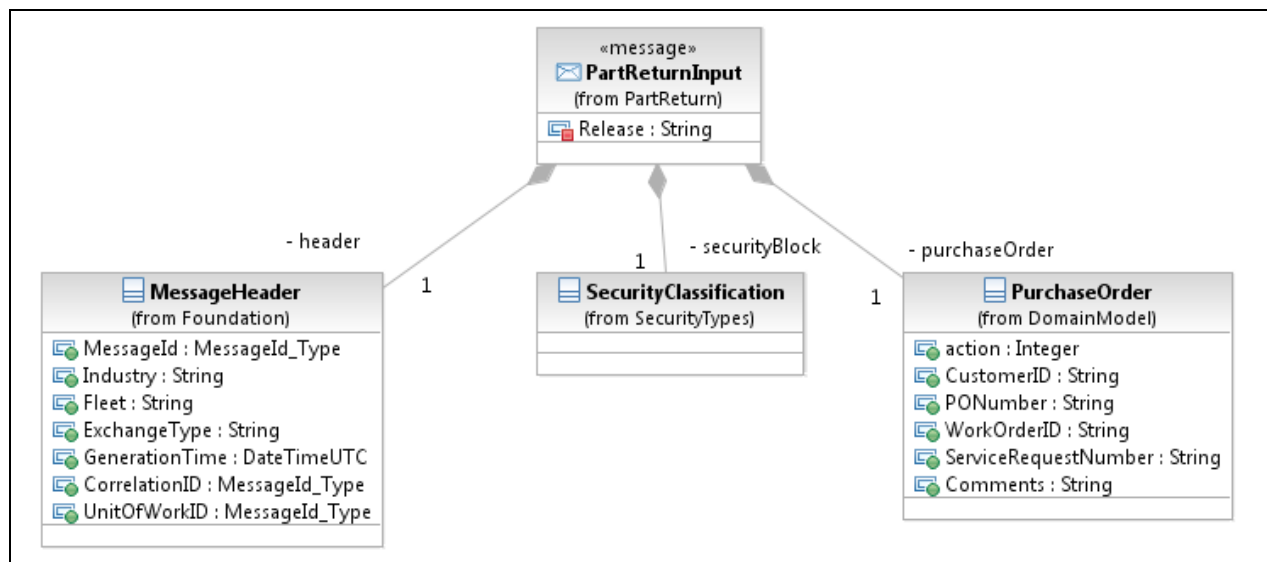 «message»
PartReturnInput
(from PartReturn)
Release : String
- header
- securityBlock
- purchaseOrder
1
1
1
MessageHeader
(from Foundation)
MessageId : MessageId_Type
Industry : String
Fleet : String
ExchangeType : String
GenerationTime : DateTimeUTC
CorrelationID : MessageId_Type
UnitOfWorkID : MessageId_Type
SecurityClassification
(from SecurityTypes)
PurchaseOrder
(from DomainModel)
action : Integer
CustomerID : String
PONumber : String
WorkOrderID : String
ServiceRequestNumber : String
Comments : String